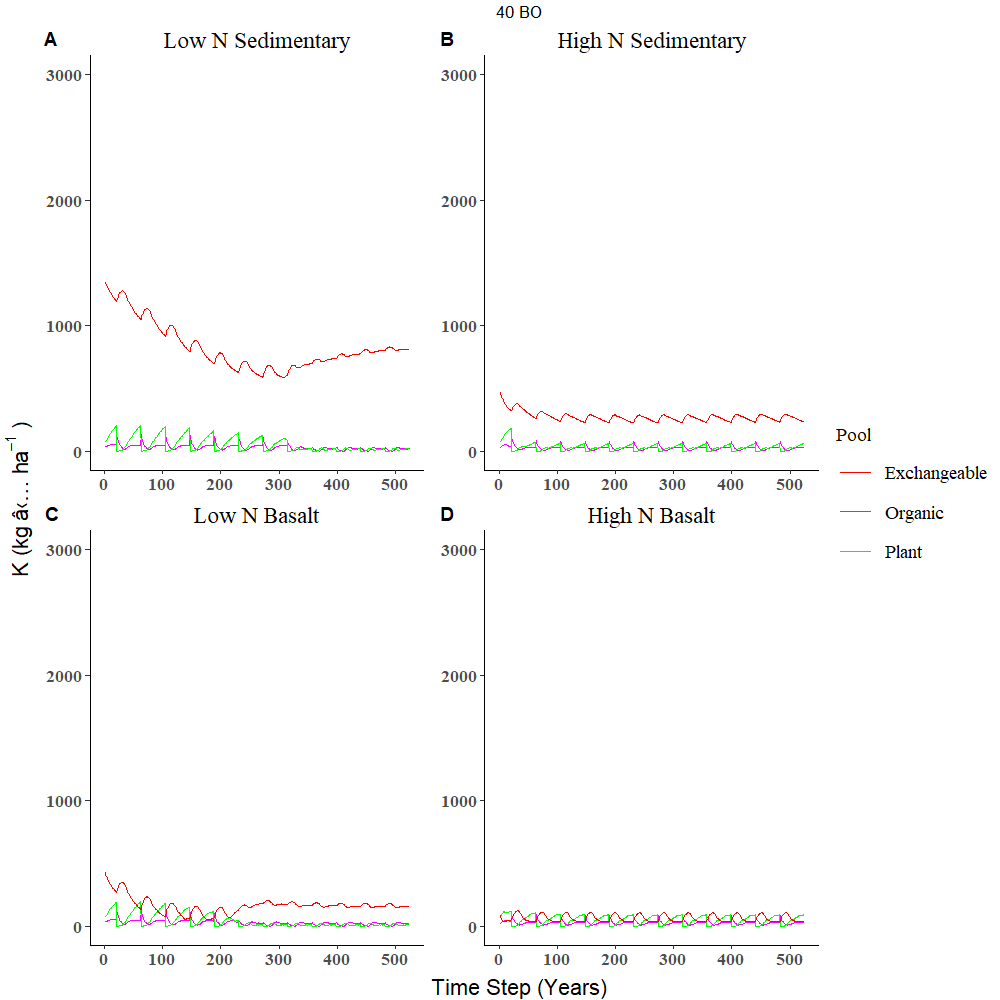 40 BO
A Low N Sedimentary
B High N Sedimentary
3000
2000
1000
0
0 100 200 300 400 500
3000
2000
1000
0
0 100 200 300 400 500
C Low N Basalt
D High N Basalt
3000
2000
1000
0
0 100 200 300 400 500
3000
2000
1000
0
0 100 200 300 400 500
K (kg â‹… ha⁻¹ )
Time Step (Years)
Pool
Exchangeable
Organic
Plant